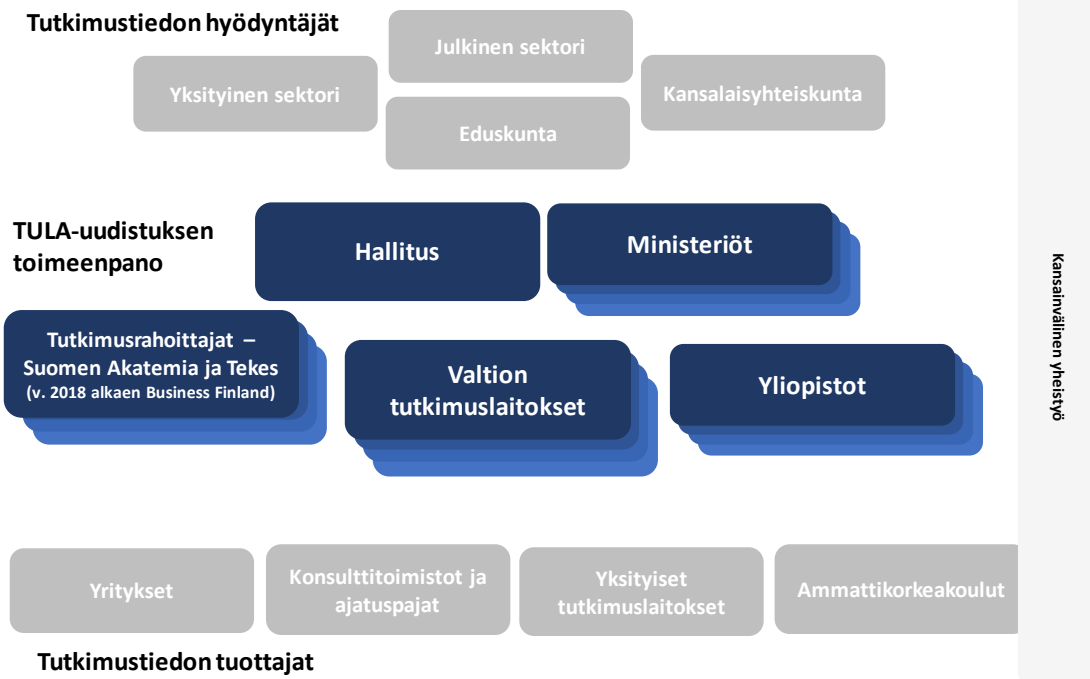 Tutkimustiedon hyödyntäjät
Julkinen sektori
Yksityinen sektori
Kansalaisyhteiskunta
Eduskunta
TULA-uudistuksen
toimeenpano
Hallitus
Ministeriöt
Tutkimusrahoittajat –
Suomen Akatemia ja Tekes
(v. 2018 alkaen Business Finland)
Valtion
tutkimuslaitokset
Yliopistot
Kansainvälinen yheistyö
Yritykset
Konsulttitoimistot ja
ajatuspajat
Yksityiset
tutkimuslaitokset
Ammattikorkeakoulut
Tutkimustiedon tuottajat